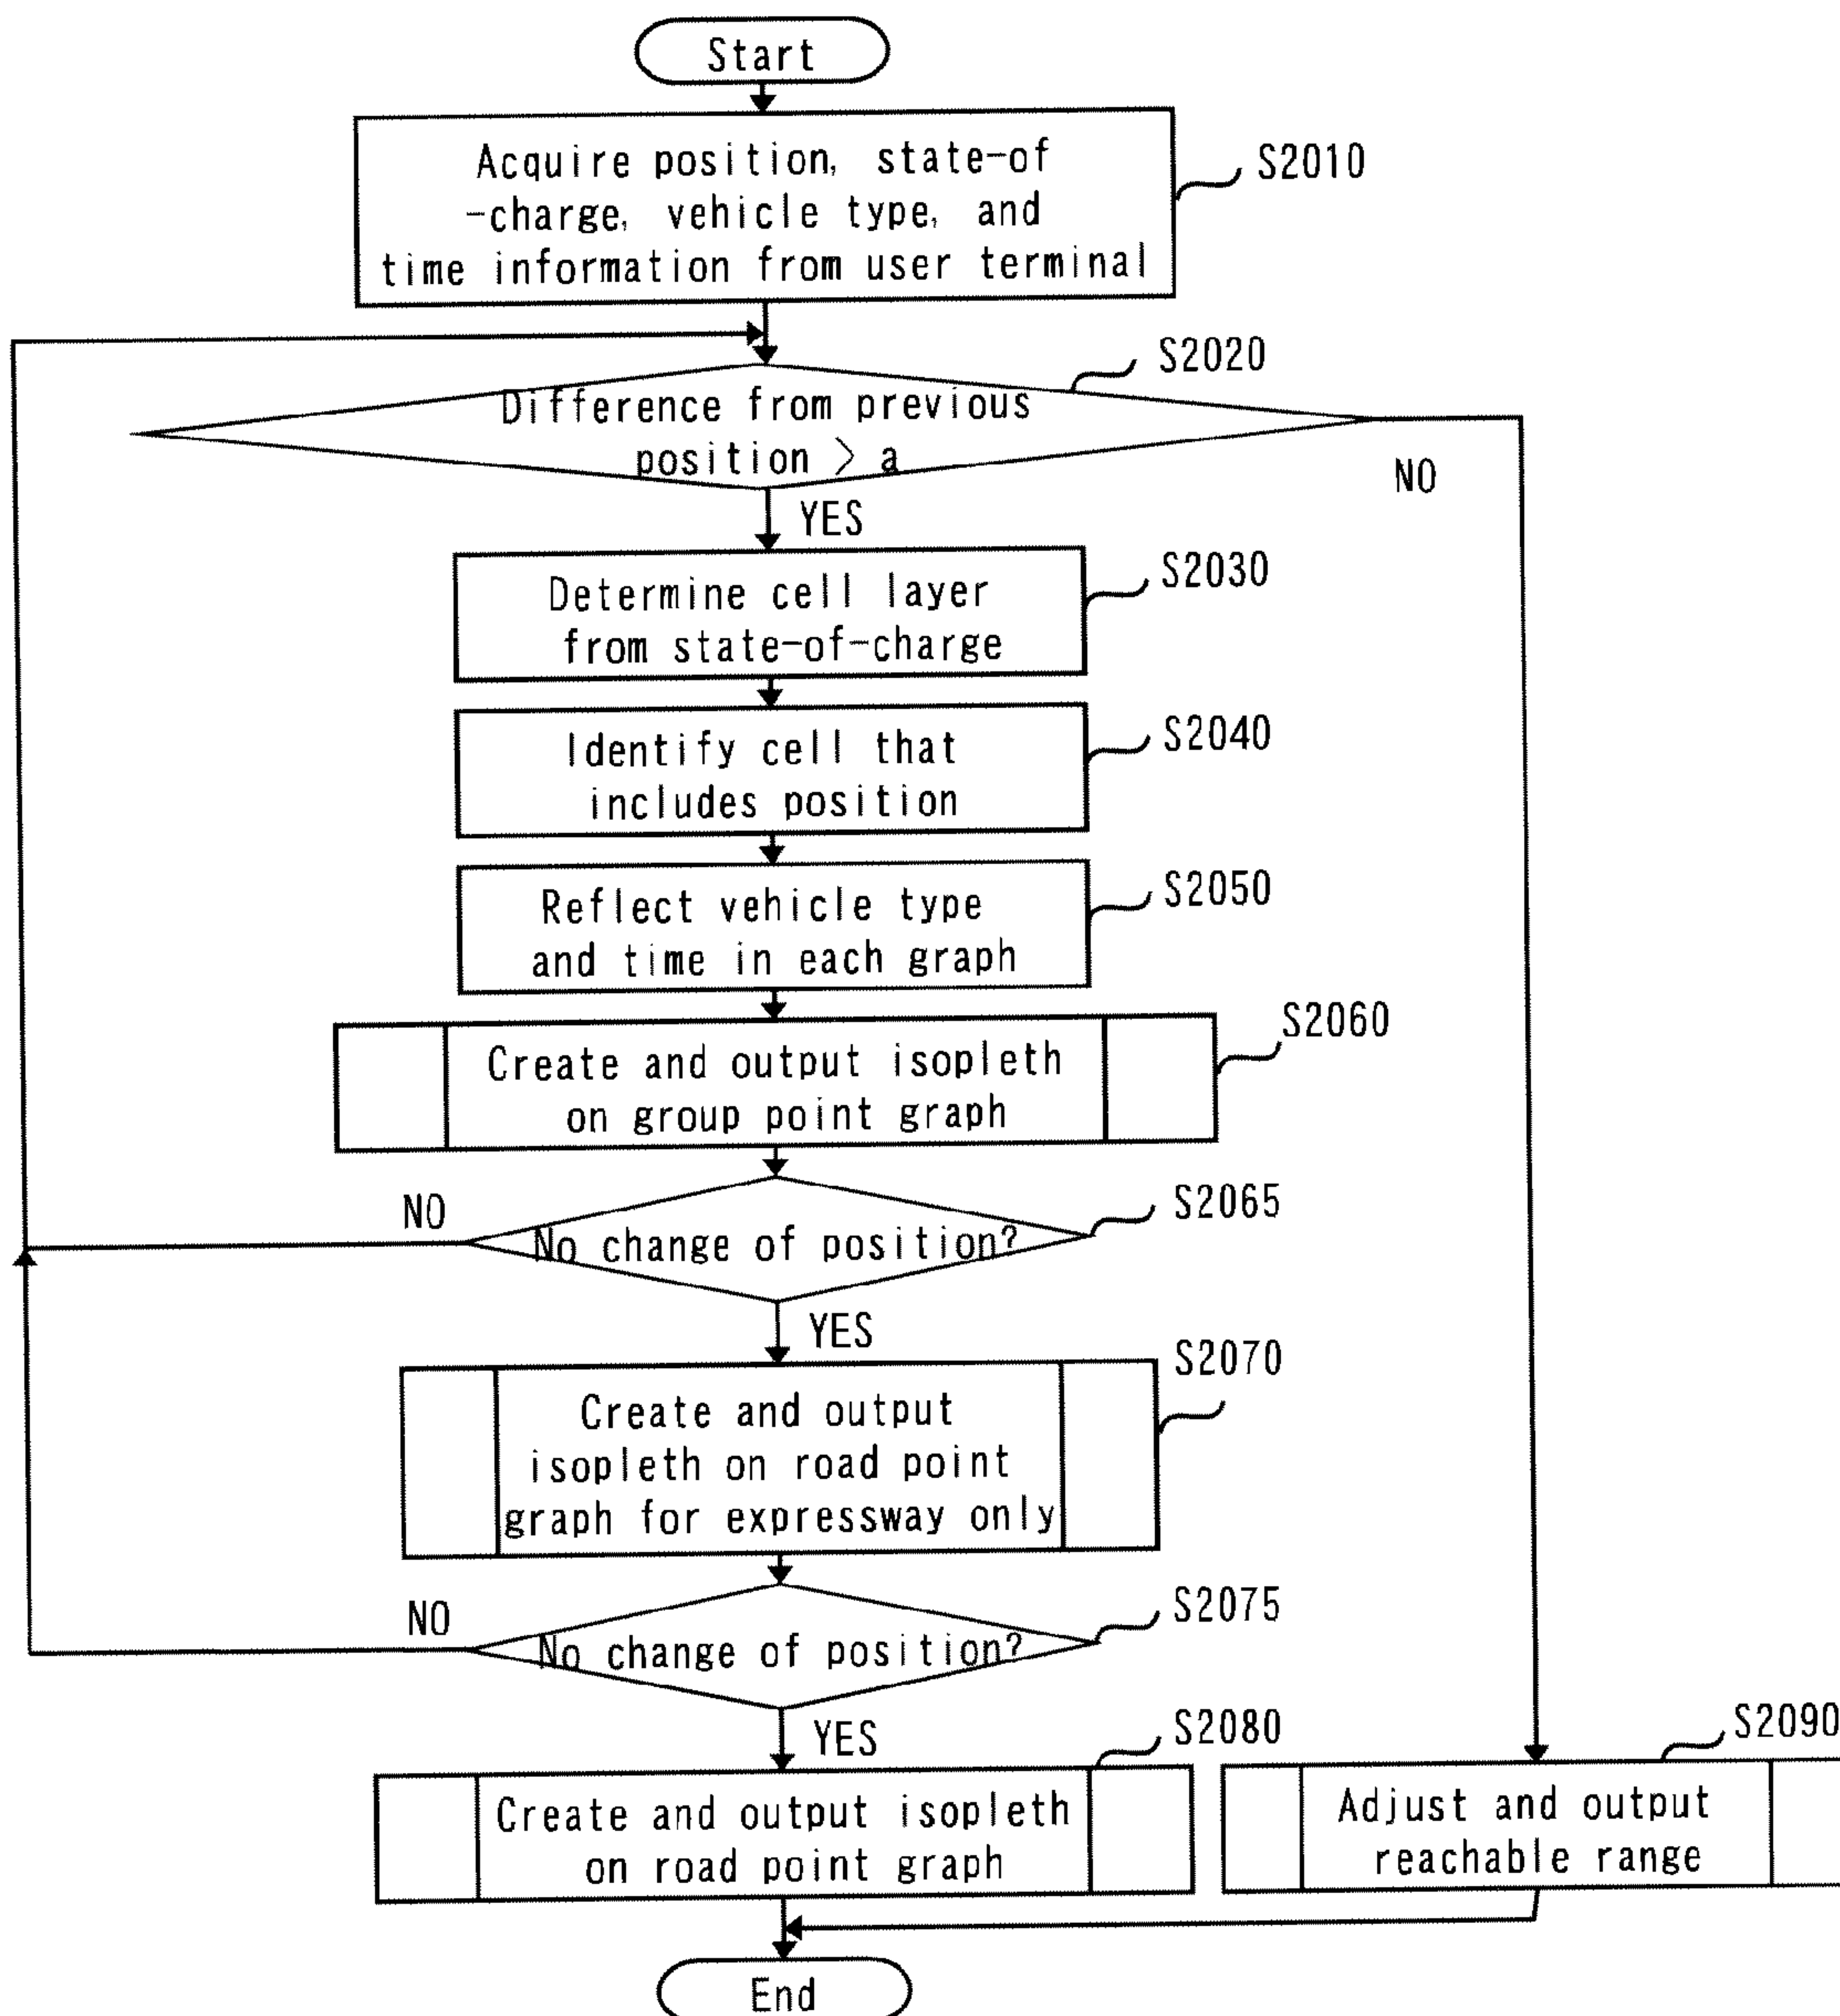 Start
Acquire position, state-of
-charge, vehicle type, and
time information from user terminal
S2010
Difference from previous
position > a
S2020
NO
YES
Determine cell layer
from state-of-charge
S2030
Identify cell that
includes position
S2040
Reflect vehicle type
and time in each graph
S2050
Create and output isopleth
on group point graph
S2060
NO
No change of position?
S2065
YES
Create and output
isopleth on road point
graph for expressway only
S2070
NO
No change of position?
S2075
YES
Create and output isopleth
on road point graph
S2080
Adjust and output
reachable range
S2090
End